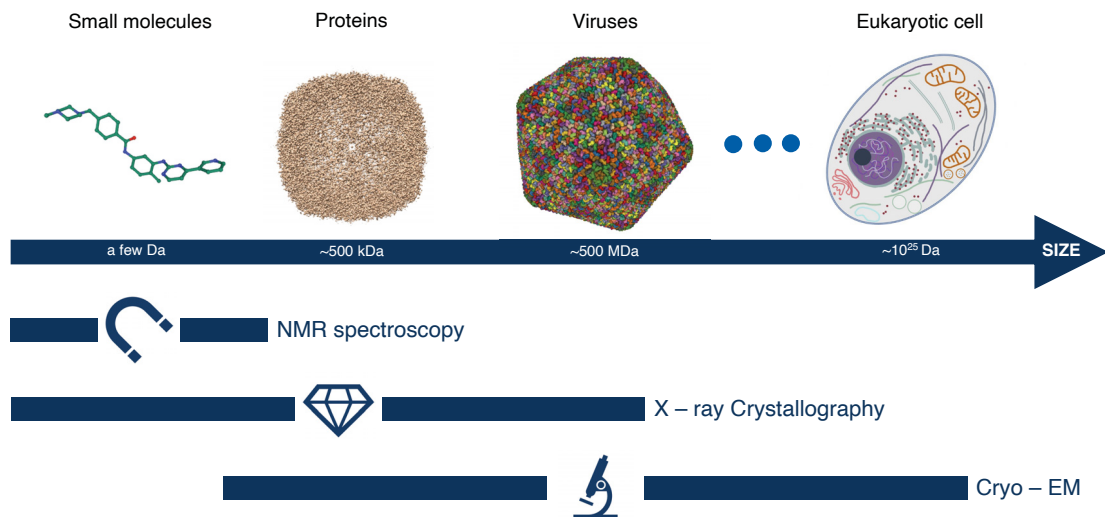 Small molecules
Proteins
Viruses
Eukaryotic cell
a few Da
~500 kDa
~500 MDa
~10²⁵ Da
SIZE
NMR spectroscopy
X – ray Crystallography
Cryo – EM